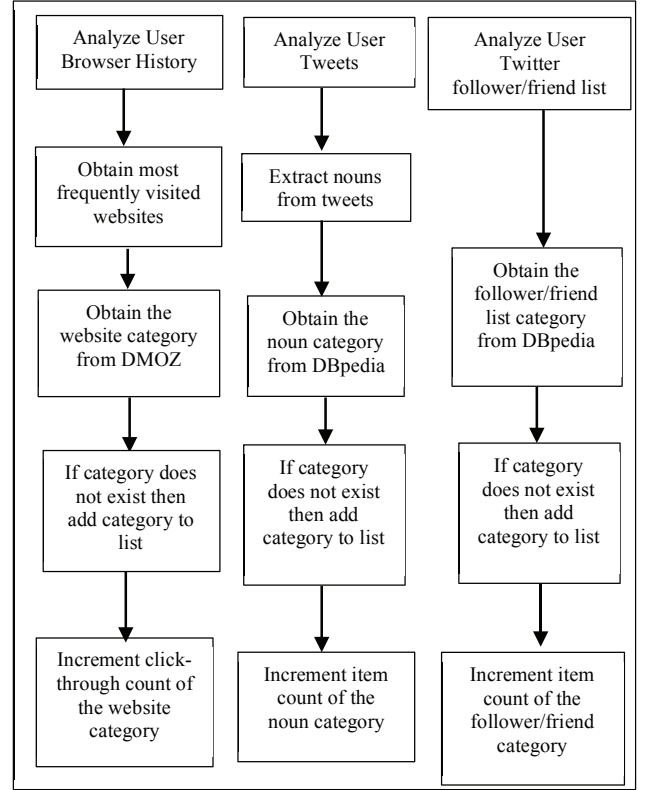 Analyze User
Browser History
Obtain most
frequently visited
websites
Obtain the
website category
from DMOZ
If category does
not exist then
add category to
list
Increment click-
through count of
the website
category
Analyze User
Tweets
Extract nouns
from tweets
Obtain the
noun category
from DBpedia
If category
does not exist
then add
category to list
Increment item
count of the
noun category
Analyze User
Twitter
follower/friend list
Obtain the
follower/friend
list category
from DBpedia
If category
does not exist
then add
category to list
Increment item
count of the
follower/friend
category